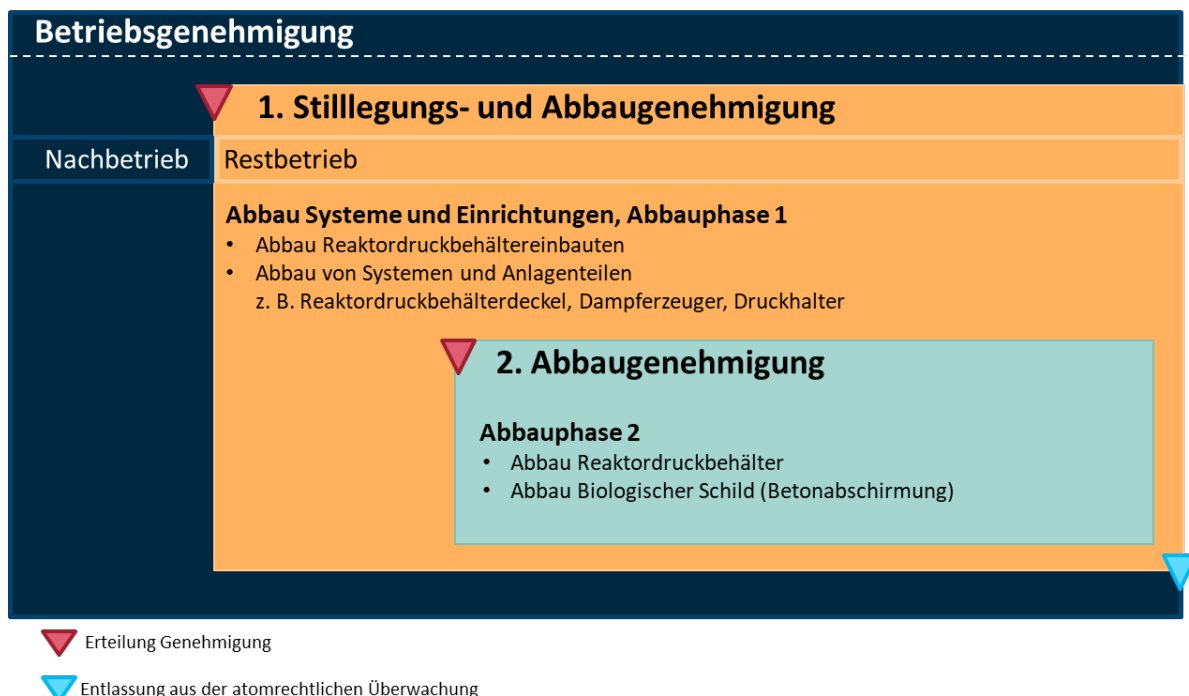 Betriebsgenehmigung
1. Stilllegungs- und Abbaugenehmigung
Nachbetrieb
Restbetrieb
Abbau Systeme und Einrichtungen, Abbauphase 1
• Abbau Reaktordruckbehältereinbauten
• Abbau von Systemen und Anlagenteilen
z. B. Reaktordruckbehälterdeckel, Dampferzeuger, Druckhalter
2. Abbaugenehmigung
Abbauphase 2
• Abbau Reaktordruckbehälter
• Abbau Biologischer Schild (Betonabschirmung)
Erteilung Genehmigung
Entlassung aus der atomrechtlichen Überwachung